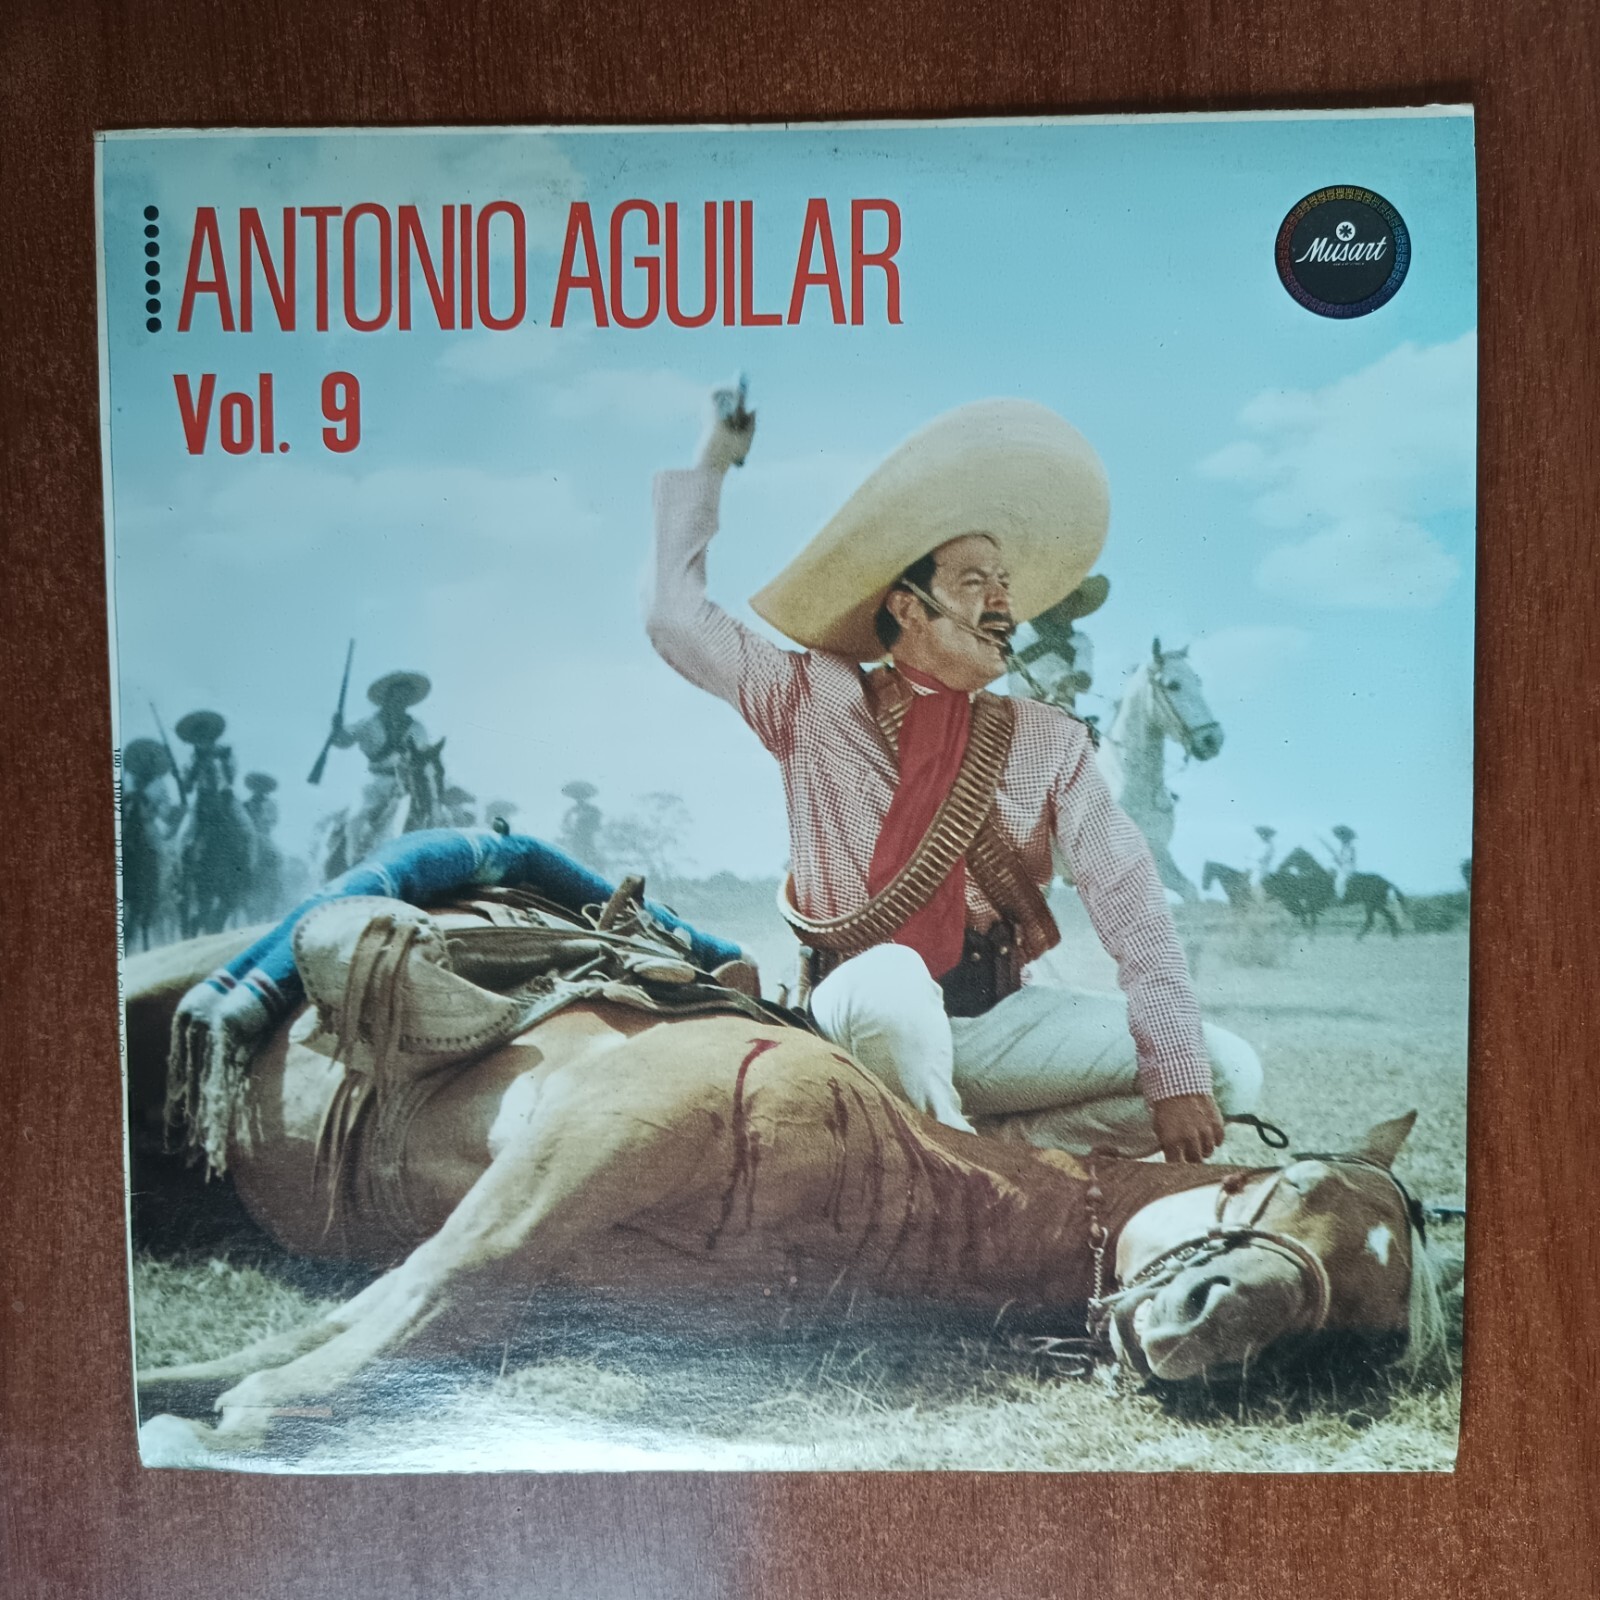 ANTONIO AGUILAR
Vol. 9
Musart